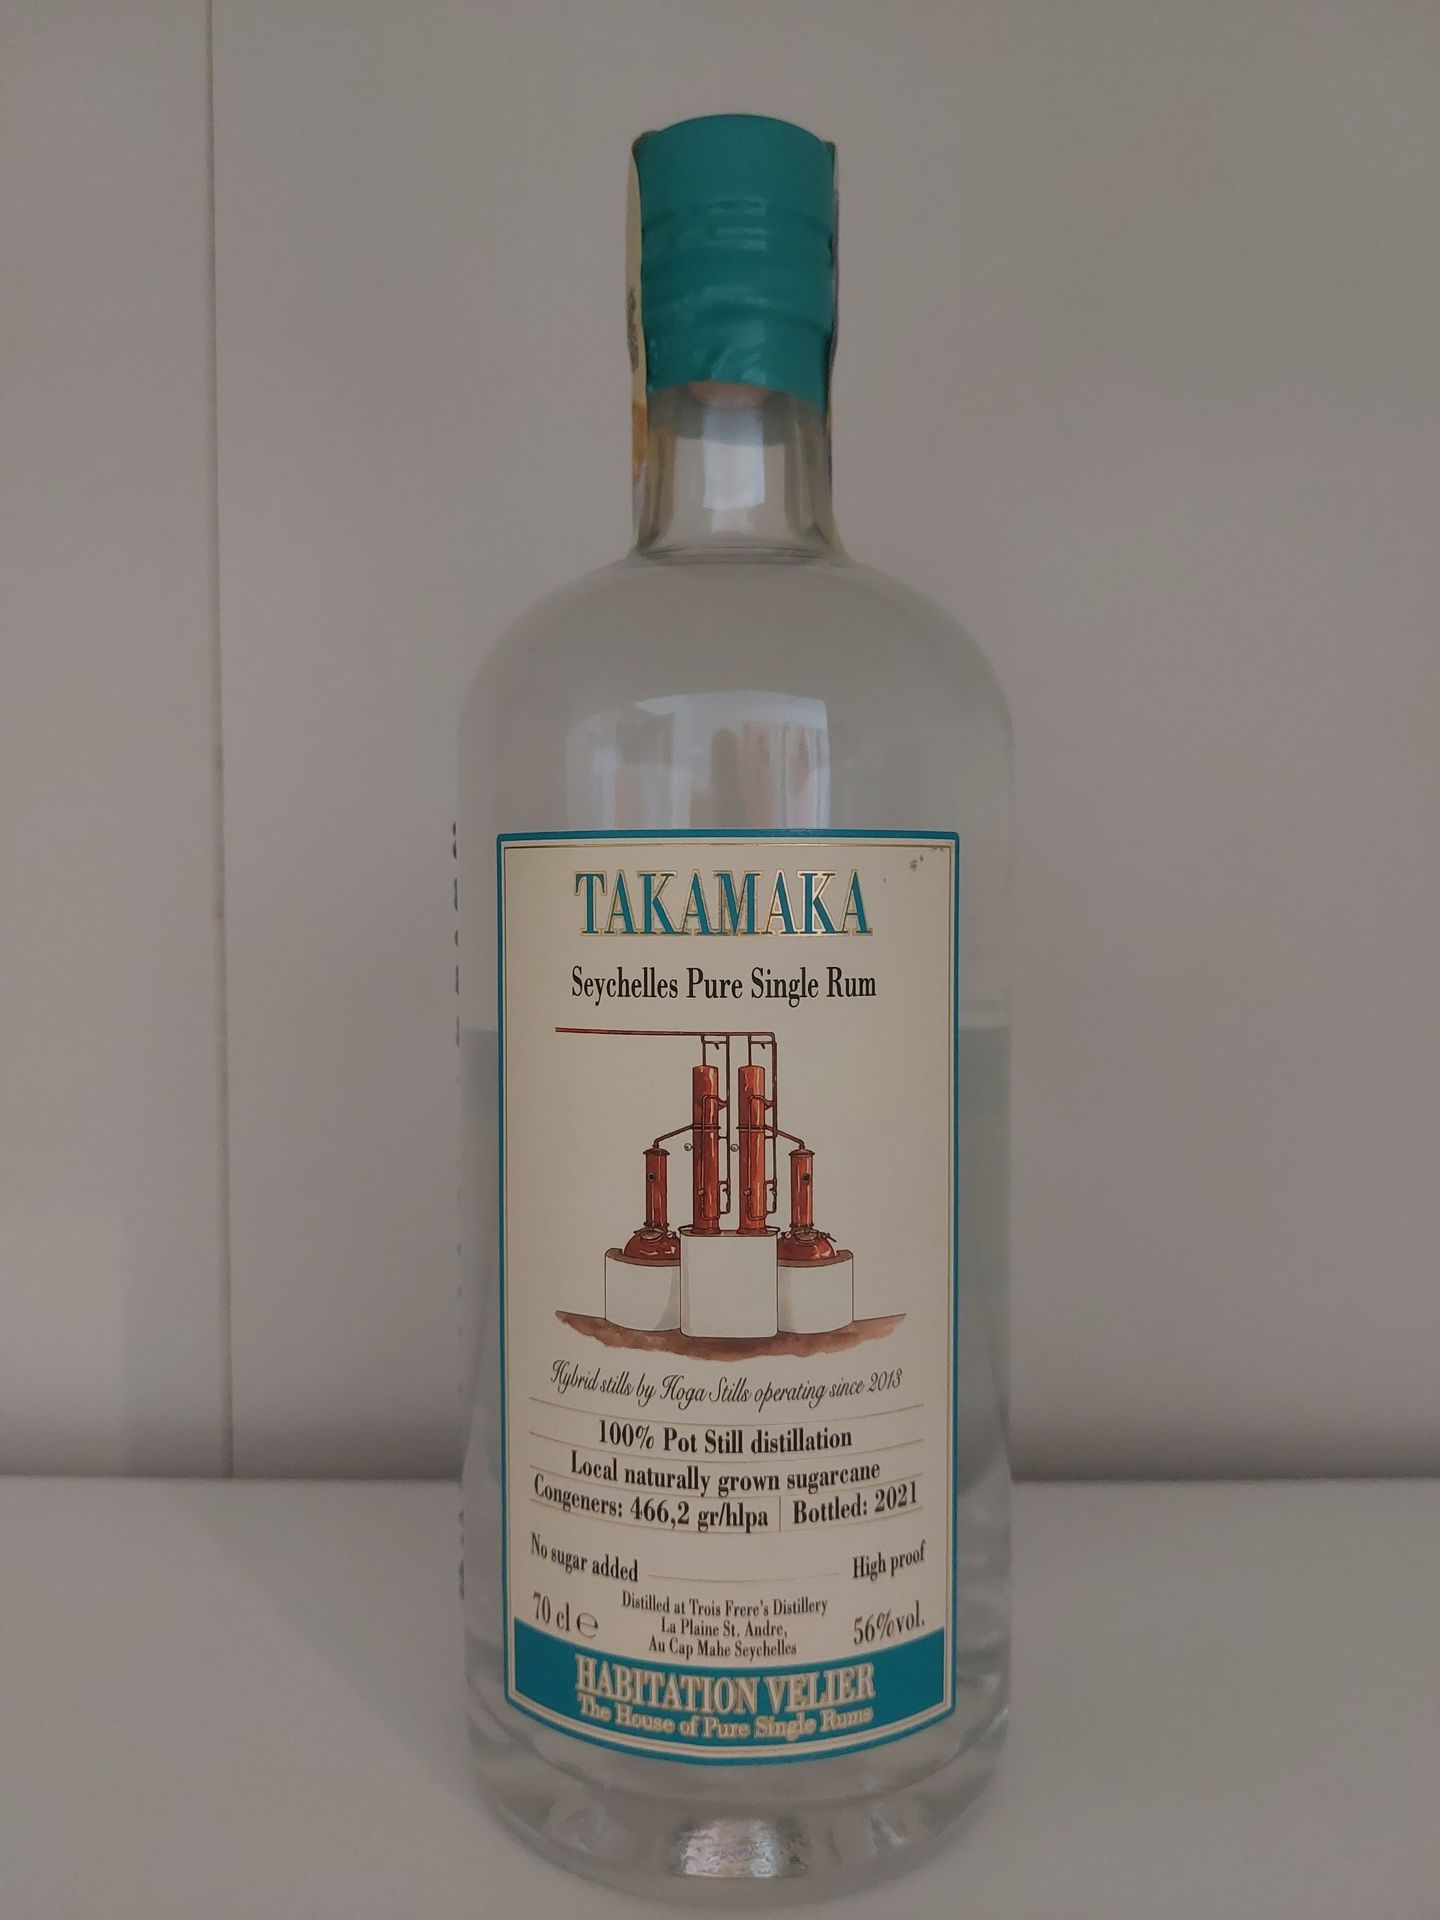 TAKAMAKA
Seychelles Pure Single Rum
Hybrid stills by Hoga Stills operating since 2013
100% Pot Still distillation
Local naturally grown sugarcane
Congeners: 466,2 gr/hlpa | Bottled: 2021
No sugar added High proof
70 cl ℮
Distilled at Trois Frere's Distillery
La Plaine St. Andre,
Au Cap Mahe Seychelles
56%vol.
HABITATION VELIER
The House of Pure Single Rums